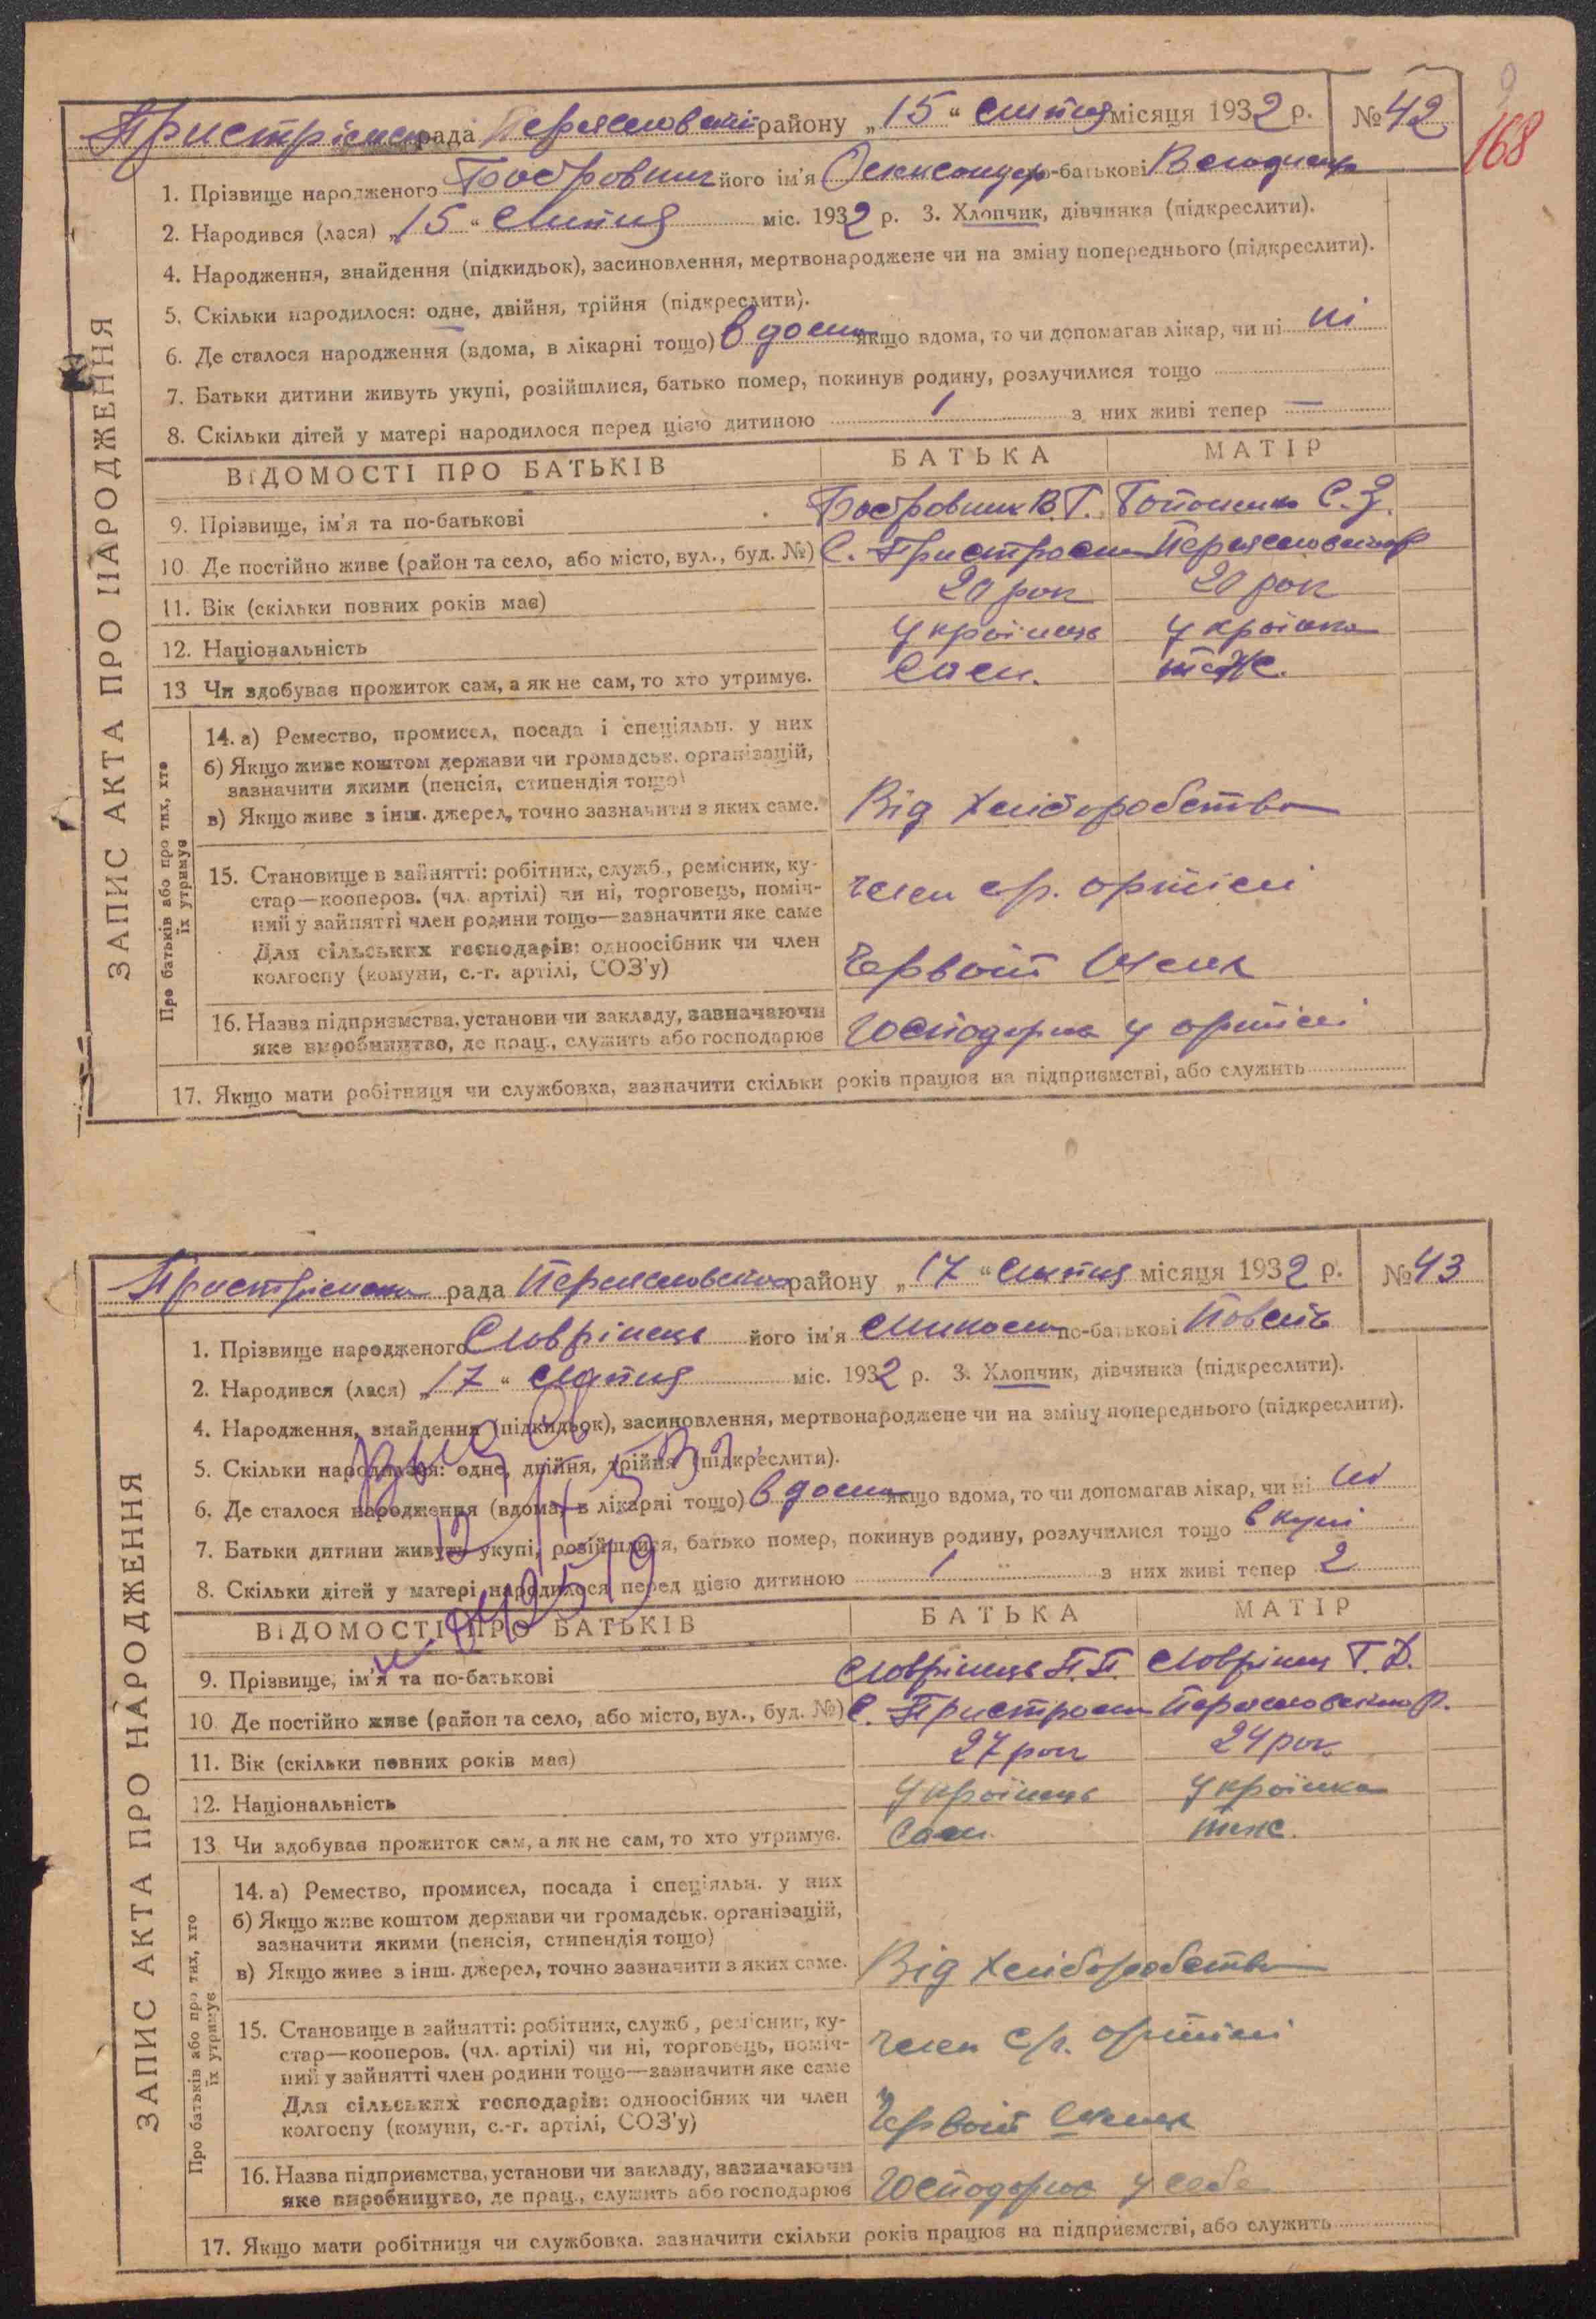 168
ЗАПИС АКТА ПРО НАРОДЖЕННЯ
рада району „15“ липня місяця 1932 р. № 42
1. Прізвище народженого його ім'я Олександр по-батькові
2. Народився (лася) „15“ липня міс. 1932 р. 3. Хлопчик, дівчинка (підкреслити).
4. Народження, знайдення (підкидьок), засиновлення, мертвонароджене чи на зміну попереднього (підкреслити).
5. Скільки народилося: одне, двійня, трійня (підкреслити).
6. Де сталося народження (вдома, в лікарні тощо) вдома якщо вдома, то чи допомагав лікар, чи ні ні
7. Батьки дитини живуть укупі, розійшлися, батько помер, покинув родину, розлучилися тощо
8. Скільки дітей у матері народилося перед цією дитиною 1 з них живі тепер —
ВІДОМОСТІ ПРО БАТЬКІВ БАТЬКА МАТІР
9. Прізвище, ім'я та по-батькові В. Г.
10 Де постійно живе (район та село, або місто, вул., буд. №) с.
11. Вік (скільки повних років має) 20 рок 20 рок
12. Національність Українець Українка
13 Чи здобуває прожиток сам, а як не сам, то хто утримує. Сам. теж.
Про батьків або про тих, хто їх утримує
14. а) Ремество, промисел, посада і спеціяльн. у них
б) Якщо живе коштом держави чи громадськ. організацій,
зазначити якими (пенсія, стипендія тощо)
в) Якщо живе з інш. джерел, точно зазначити з яких саме. Від хліборобства
15. Становище в зайнятті: робітник, служб., ремісник, ку-
стар—кооперов. (чл. артілі) чи ні, торговець, поміч-
ний у зайнятті член родини тощо—зазначити яке саме член ср. артілі
Для сільських господарів: одноосібник чи член
колгоспу (комуни, с.-г. артілі, СОЗ'у)
16. Назва підприємства, установи чи закладу, зазначаючи
яке виробництво, де прац., служить або господарює Господарює у артілі
17. Якщо мати робітниця чи службовка, зазначити скільки років працює на підприємстві, або служить
ЗАПИС АКТА ПРО НАРОДЖЕННЯ
рада району „17“ липня місяця 1932 р. № 43
1. Прізвище народженого Ловрінець його ім'я Микола по-батькові
2. Народився (лася) „17“ липня міс. 1932 р. 3. Хлопчик, дівчинка (підкреслити).
4. Народження, знайдення (підкидьок), засиновлення, мертвонароджене чи на зміну попереднього (підкреслити).
5. Скільки народилося: одне, двійня, трійня (підкреслити).
6. Де сталося народження (вдома, в лікарні тощо) вдома якщо вдома, то чи допомагав лікар, чи ні ні
7. Батьки дитини живуть укупі, розійшлися, батько помер, покинув родину, розлучилися тощо вкупі
8. Скільки дітей у матері народилося перед цією дитиною 1 з них живі тепер 2
ВІДОМОСТІ ПРО БАТЬКІВ БАТЬКА МАТІР
9. Прізвище, ім'я та по-батькові Ловрінець П. П. Ловрінец Г. Д.
10 Де постійно живе (район та село, або місто, вул., буд. №) с.
11. Вік (скільки повних років має) 27 рок 24 рок.
12. Національність Українець Українка
13 Чи здобуває прожиток сам, а як не сам, то хто утримує. Сам. теж.
Про батьків або про тих, хто їх утримує
14. а) Ремество, промисел, посада і спеціяльн. у них
б) Якщо живе коштом держави чи громадськ. організацій,
зазначити якими (пенсія, стипендія тощо)
в) Якщо живе з інш. джерел, точно зазначити з яких саме. Від хліборобства
15. Становище в зайнятті: робітник, служб., ремісник, ку-
стар—кооперов. (чл. артілі) чи ні, торговець, поміч-
ний у зайнятті член родини тощо—зазначити яке саме член ср. артілі
Для сільських господарів: одноосібник чи член
колгоспу (комуни, с.-г. артілі, СОЗ'у)
16. Назва підприємства, установи чи закладу, зазначаючи
яке виробництво, де прац., служить або господарює Господарює у себе
17. Якщо мати робітниця чи службовка, зазначити скільки років працює на підприємстві, або служить